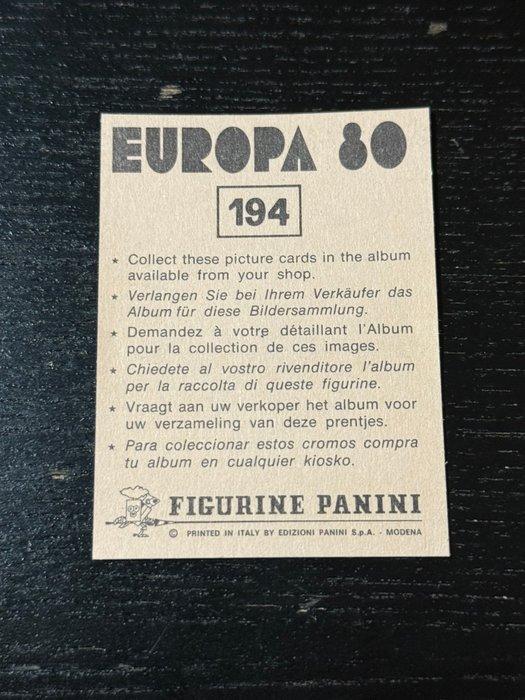 EUROPA 80
194
★ Collect these picture cards in the album
available from your shop.
★ Verlangen Sie bei Ihrem Verkäufer das
Album für diese Bildersammlung.
★ Demandez à votre détaillant l'Album
pour la collection de ces images.
★ Chiedete al vostro rivenditore l'album
per la raccolta di queste figurine.
★ Vraagt aan uw verkoper het album voor
uw verzameling van deze prentjes.
★ Para coleccionar estos cromos compra
tu album en cualquier kiosko.
FIGURINE PANINI
© PRINTED IN ITALY BY EDIZIONI PANINI S.p.A. - MODENA